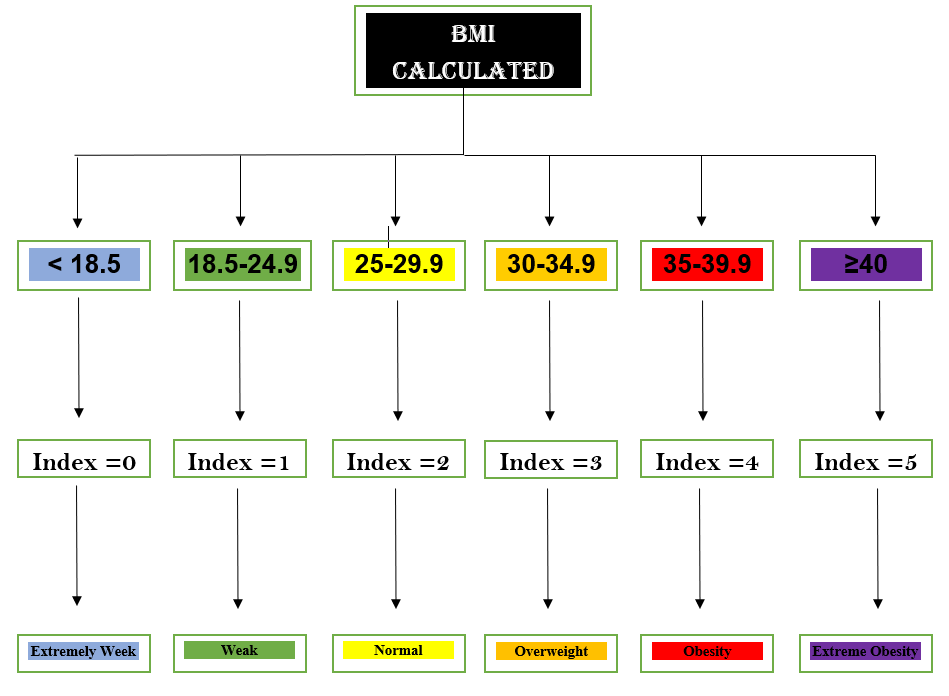 BMI
CALCULATED
< 18.5
18.5-24.9
25-29.9
30-34.9
35-39.9
≥40
Index =0
Index =1
Index =2
Index =3
Index =4
Index =5
Extremely Week
Weak
Normal
Overweight
Obesity
Extreme Obesity